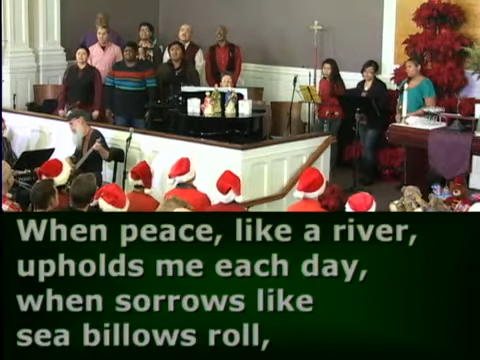 When peace, like a river,
upholds me each day,
when sorrows like
sea billows roll,